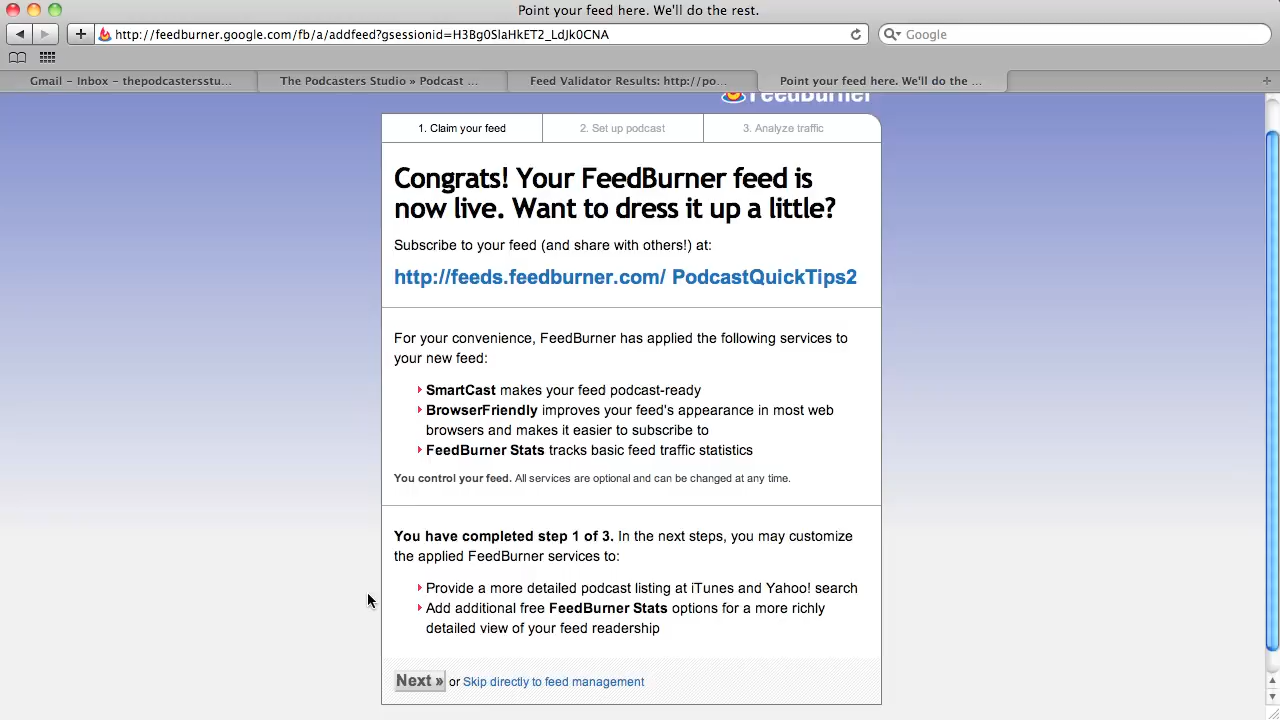 Point your feed here. We'll do the rest.
http://feedburner.google.com/fb/a/addfeed?gsessionid=H3Bg0SlaHkET2_LdJk0CNA
Google
Gmail – Inbox – thepodcastersstu...
The Podcasters Studio » Podcast ...
Feed Validator Results: http://po...
Point your feed here. We'll do the ...
FeedBurner
1. Claim your feed
2. Set up podcast
3. Analyze traffic
Congrats! Your FeedBurner feed is
now live. Want to dress it up a little?
Subscribe to your feed (and share with others!) at:
http://feeds.feedburner.com/ PodcastQuickTips2
For your convenience, FeedBurner has applied the following services to
your new feed:
SmartCast makes your feed podcast-ready
BrowserFriendly improves your feed's appearance in most web
browsers and makes it easier to subscribe to
FeedBurner Stats tracks basic feed traffic statistics
You control your feed. All services are optional and can be changed at any time.
You have completed step 1 of 3. In the next steps, you may customize
the applied FeedBurner services to:
Provide a more detailed podcast listing at iTunes and Yahoo! search
Add additional free FeedBurner Stats options for a more richly
detailed view of your feed readership
Next » or Skip directly to feed management